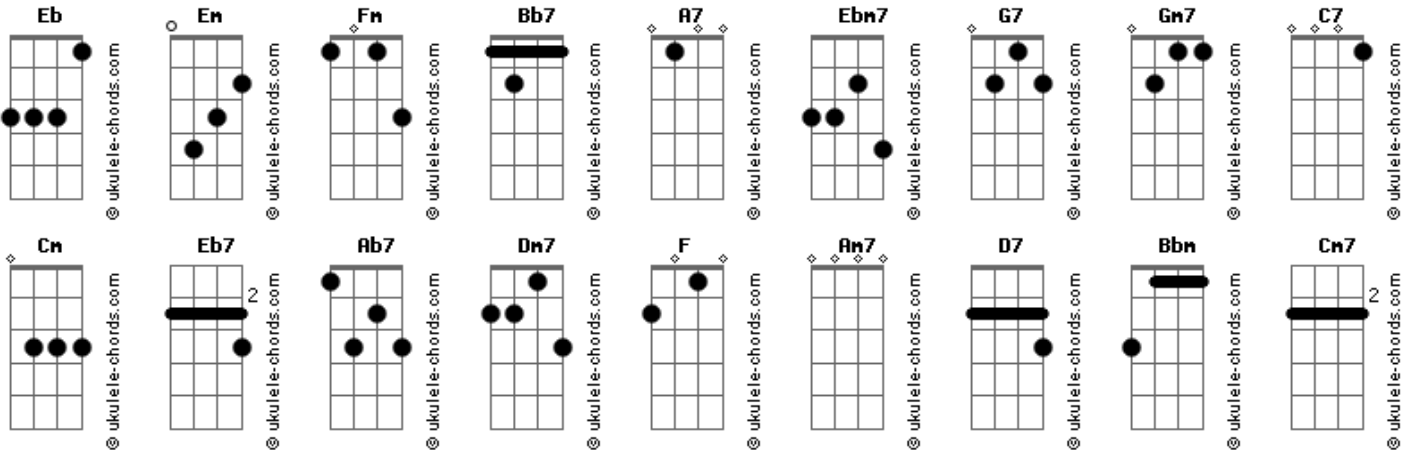 Eb Em Fm Bb7 A7 Ebm7 G7 Gm7 C7
© ukulele-chords.com © ukulele-chords.com © ukulele-chords.com © ukulele-chords.com © ukulele-chords.com © ukulele-chords.com © ukulele-chords.com © ukulele-chords.com © ukulele-chords.com
Cm Eb7 Ab7 Dm7 F Am7 D7 Bbm Cm7
2 2
© ukulele-chords.com © ukulele-chords.com © ukulele-chords.com © ukulele-chords.com © ukulele-chords.com © ukulele-chords.com © ukulele-chords.com © ukulele-chords.com © ukulele-chords.com